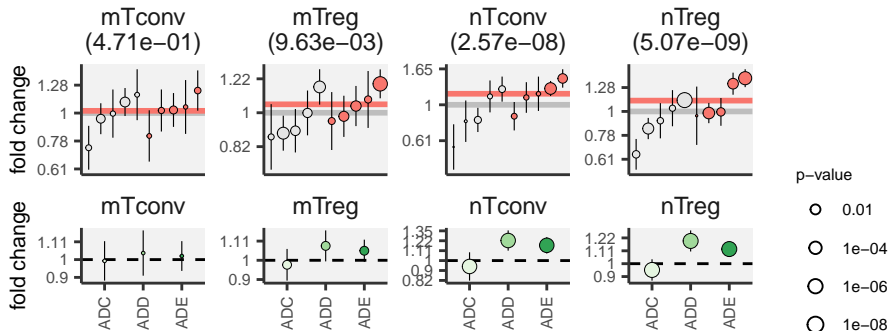 mTconv
(4.71e−01)
mTreg
(9.63e−03)
nTconv
(2.57e−08)
nTreg
(5.07e−09)
fold change
1.28
1
0.78
0.61
1.22
1
0.82
1.65
1
0.61
1.28
1
0.78
0.61
mTconv
mTreg
nTconv
nTreg
fold change
1.11
1
0.9
1.11
1
0.9
1.35
1.22
1.11
1
0.9
0.82
1.22
1.11
1
0.9
ADC
ADD
ADE
ADC
ADD
ADE
ADC
ADD
ADE
ADC
ADD
ADE
p−value
0.01
1e−04
1e−06
1e−08